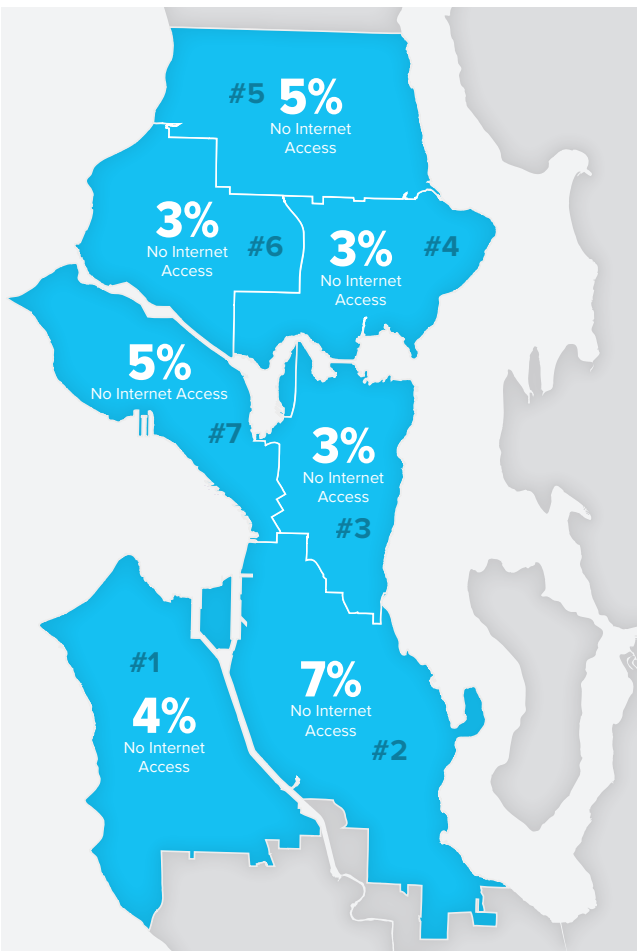 #5 5%
No Internet
Access
3%
No Internet
Access
#6
3%
No Internet
Access
#4
5%
No Internet Access
#7
3%
No Internet
Access
#3
#1
4%
No Internet
Access
7%
No Internet
Access
#2